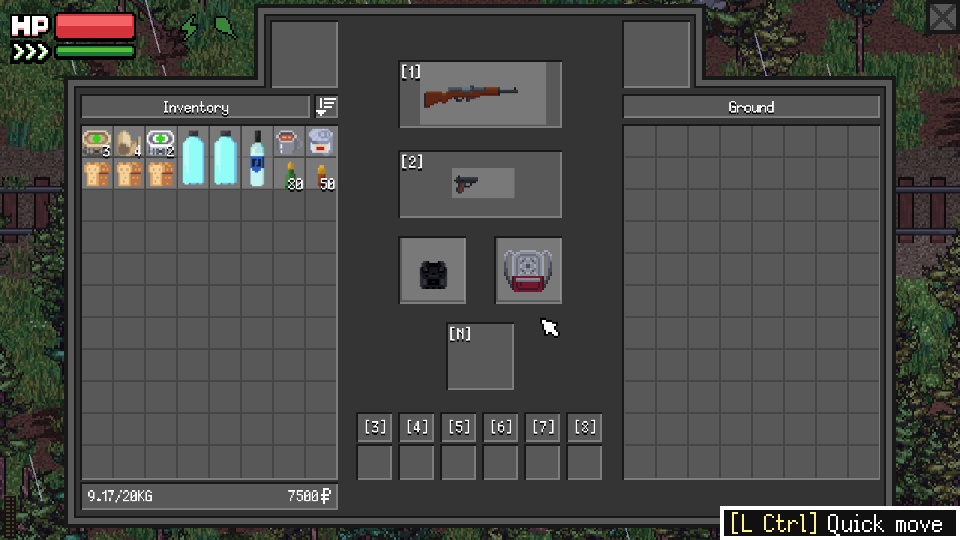 HP
[1]
Inventory
Ground
3
4
2
[2]
80
50
[N]
[3] [4] [5] [6] [7] [8]
9.17/20KG
7500₽
[L Ctrl] Quick move